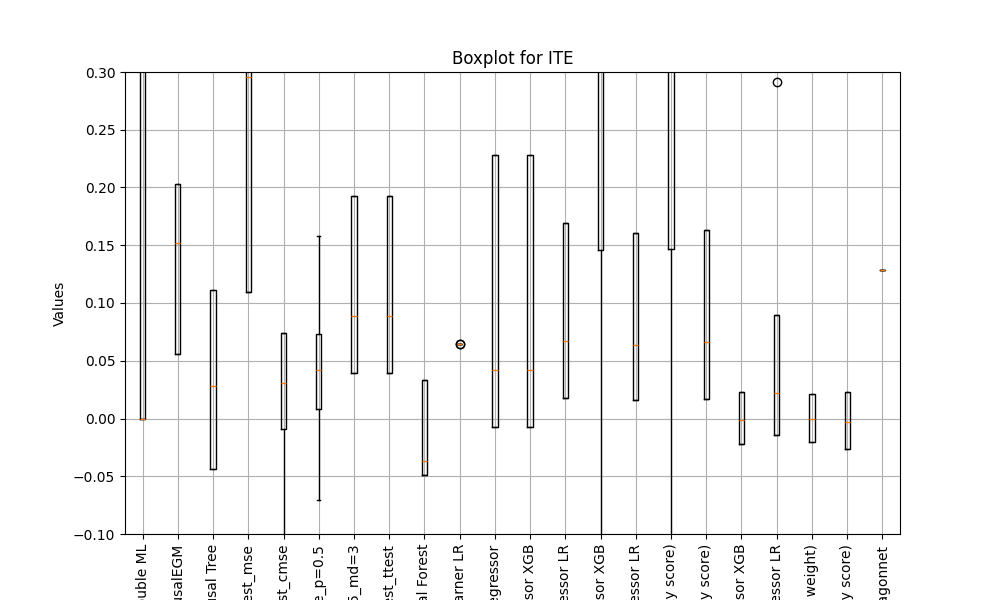 Boxplot for ITE
Values
0.30
0.25
0.20
0.15
0.10
0.05
0.00
−0.05
−0.10
uble ML
usalEGM
sal Tree
est_mse
st_cmse
e_p=0.5
_md=3
est_ttest
al Forest
arner LR
egressor
sor XGB
essor LR
sor XGB
essor LR
y score)
y score)
sor XGB
essor LR
weight)
y score)
agonnet